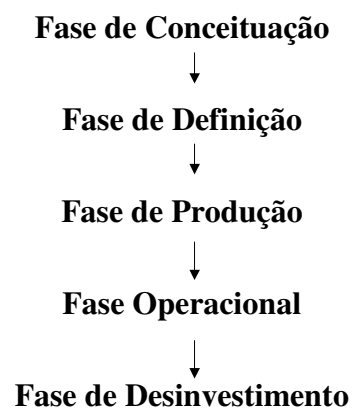 Fase de Conceituação
Fase de Definição
Fase de Produção
Fase Operacional
Fase de Desinvestimento